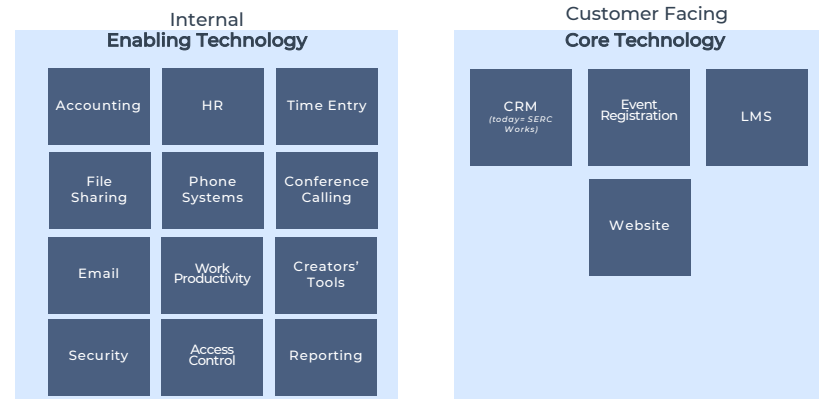 Internal
Enabling Technology
Accounting
HR
Time Entry
File
Sharing
Phone
Systems
Conference
Calling
Email
Work
Productivity
Creators’
Tools
Security
Access
Control
Reporting
Customer Facing
Core Technology
CRM
(today= SERC
Works)
Event
Registration
LMS
Website